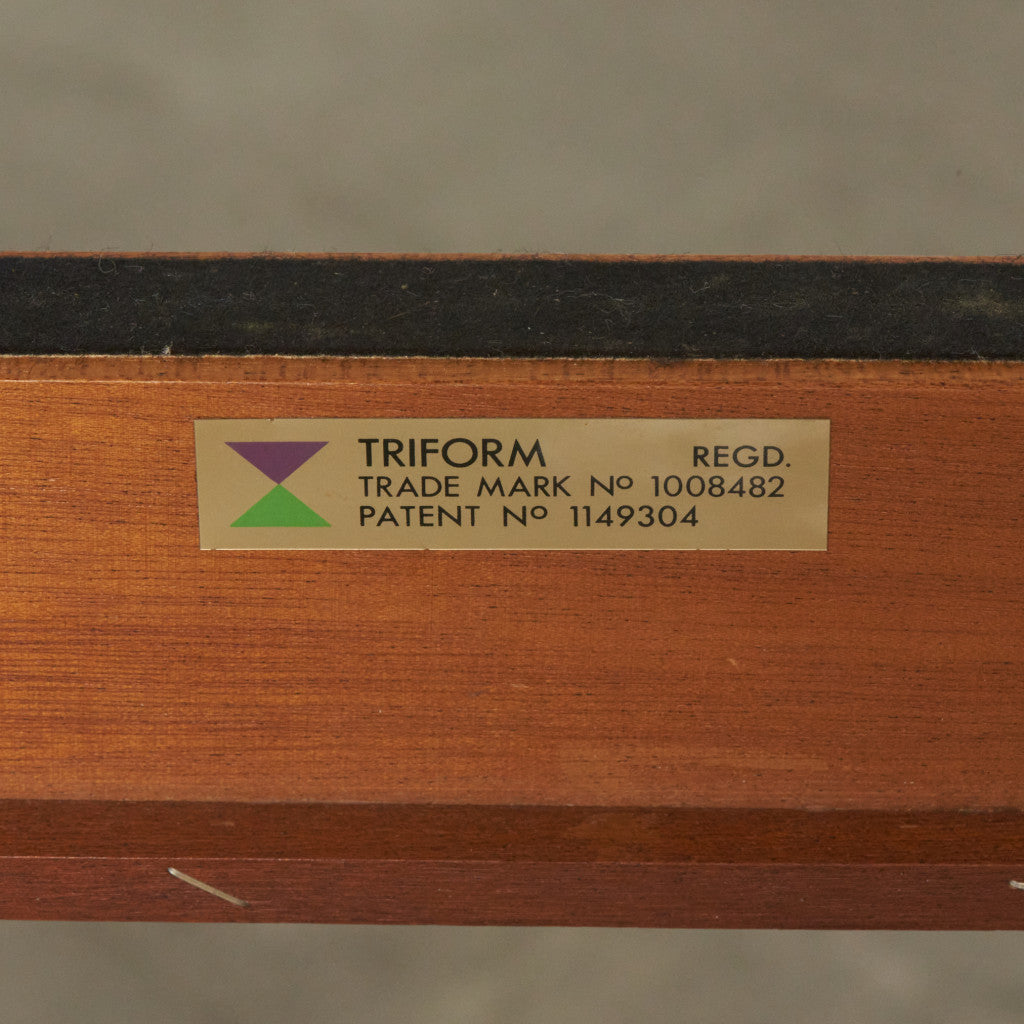 TRIFORM REGD.
TRADE MARK Nº 1008482
PATENT Nº 1149304